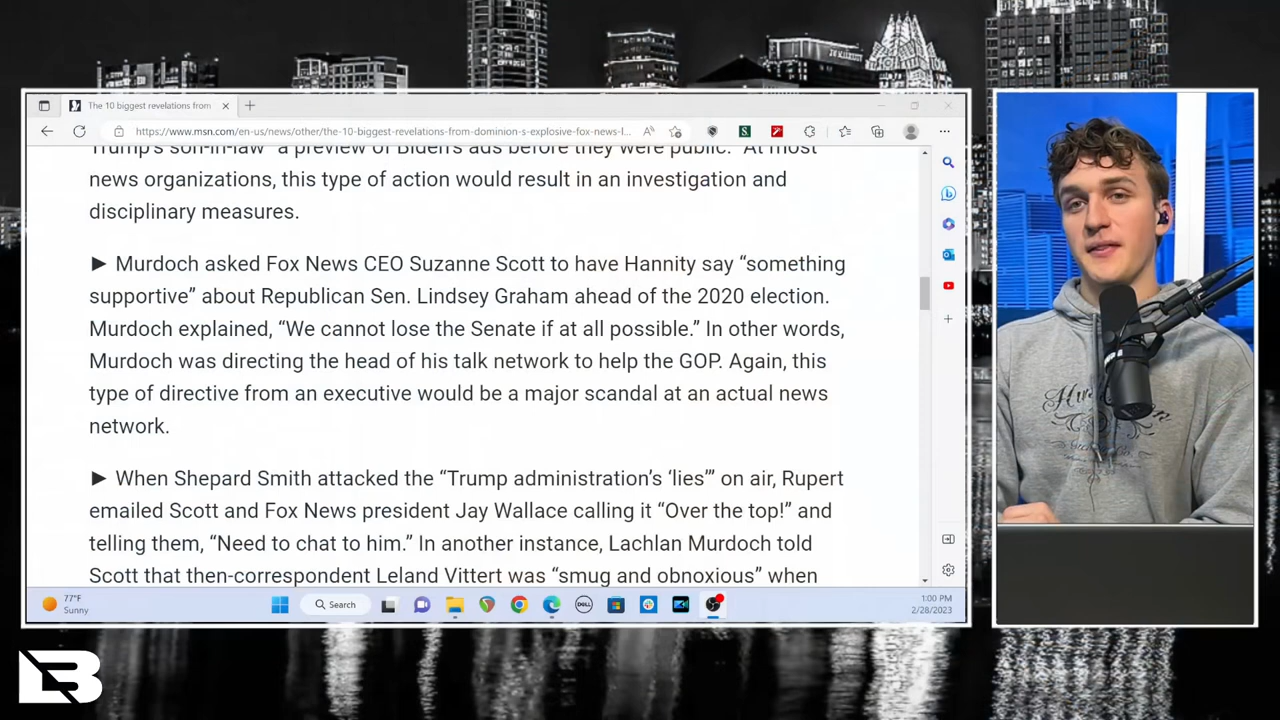 The 10 biggest revelations from
https://www.msn.com/en-us/news/other/the-10-biggest-revelations-from-dominion-s-explosive-fox-news-l...
Trump's son-in-law "a preview of Biden's ads before they were public." At most
news organizations, this type of action would result in an investigation and
disciplinary measures.
► Murdoch asked Fox News CEO Suzanne Scott to have Hannity say “something
supportive” about Republican Sen. Lindsey Graham ahead of the 2020 election.
Murdoch explained, “We cannot lose the Senate if at all possible.” In other words,
Murdoch was directing the head of his talk network to help the GOP. Again, this
type of directive from an executive would be a major scandal at an actual news
network.
► When Shepard Smith attacked the “Trump administration’s ‘lies’” on air, Rupert
emailed Scott and Fox News president Jay Wallace calling it “Over the top!” and
telling them, “Need to chat to him.” In another instance, Lachlan Murdoch told
Scott that then-correspondent Leland Vittert was “smug and obnoxious” when
77°F
Sunny
Search
DELL
1:00 PM
2/28/2023